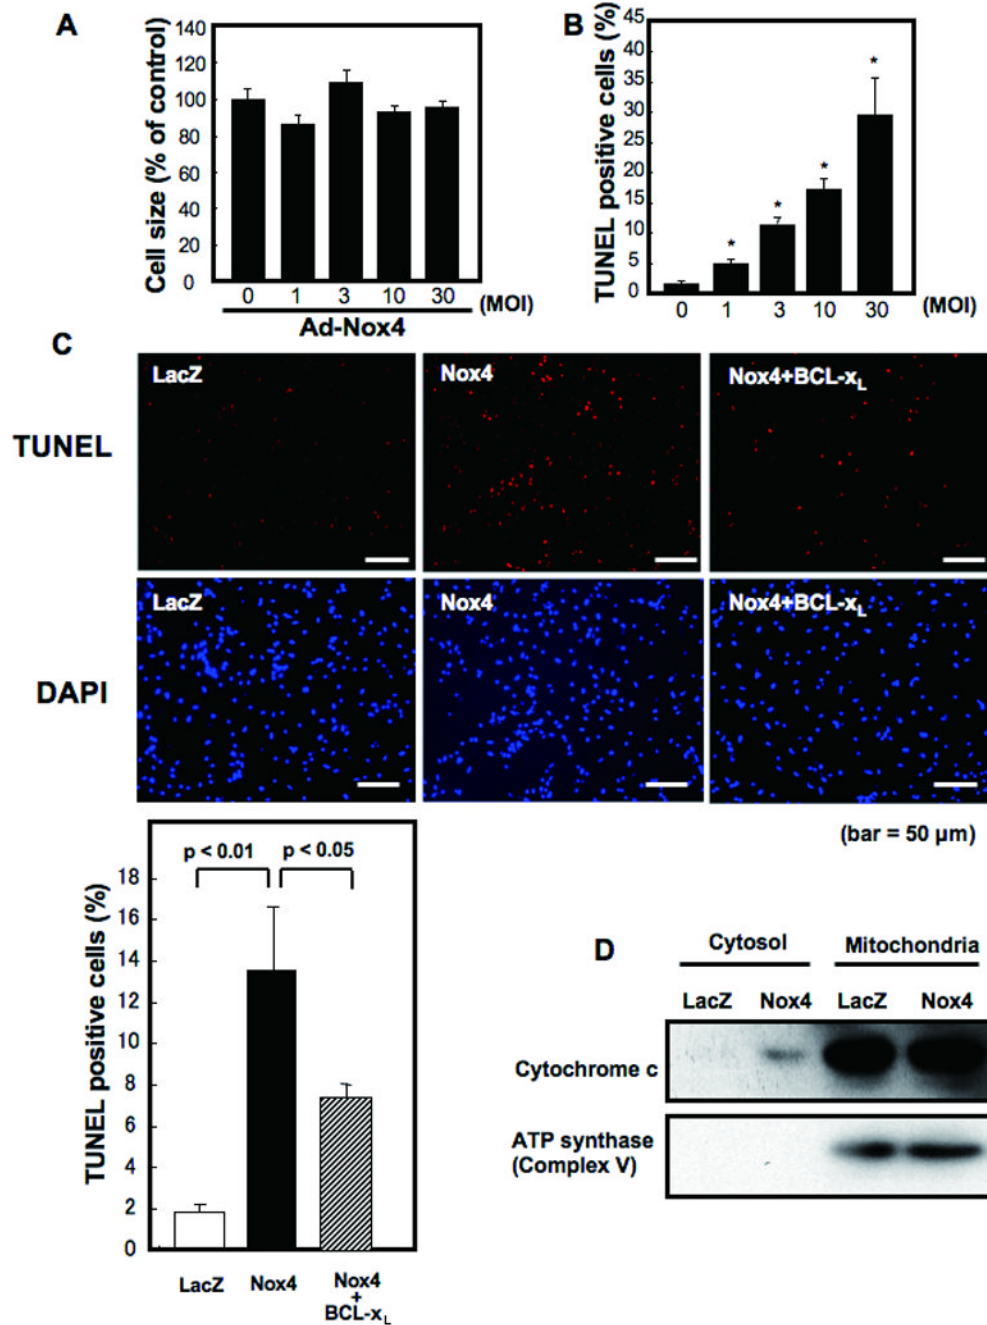 A
Cell size (% of control)
140
120
100
80
60
40
20
0
0 1 3 10 30 (MOI)
Ad-Nox4
B
TUNEL positive cells (%)
45
40
35
30
25
20
15
10
5
0
* * * *
0 1 3 10 30 (MOI)
C
TUNEL
LacZ Nox4 Nox4+BCL-xL
DAPI
LacZ Nox4 Nox4+BCL-xL
(bar = 50 µm)
TUNEL positive cells (%)
p < 0.01 p < 0.05
18
16
14
12
10
8
6
4
2
0
LacZ Nox4 Nox4
+
BCL-xL
D
Cytosol Mitochondria
LacZ Nox4 LacZ Nox4
Cytochrome c
ATP synthase
(Complex V)